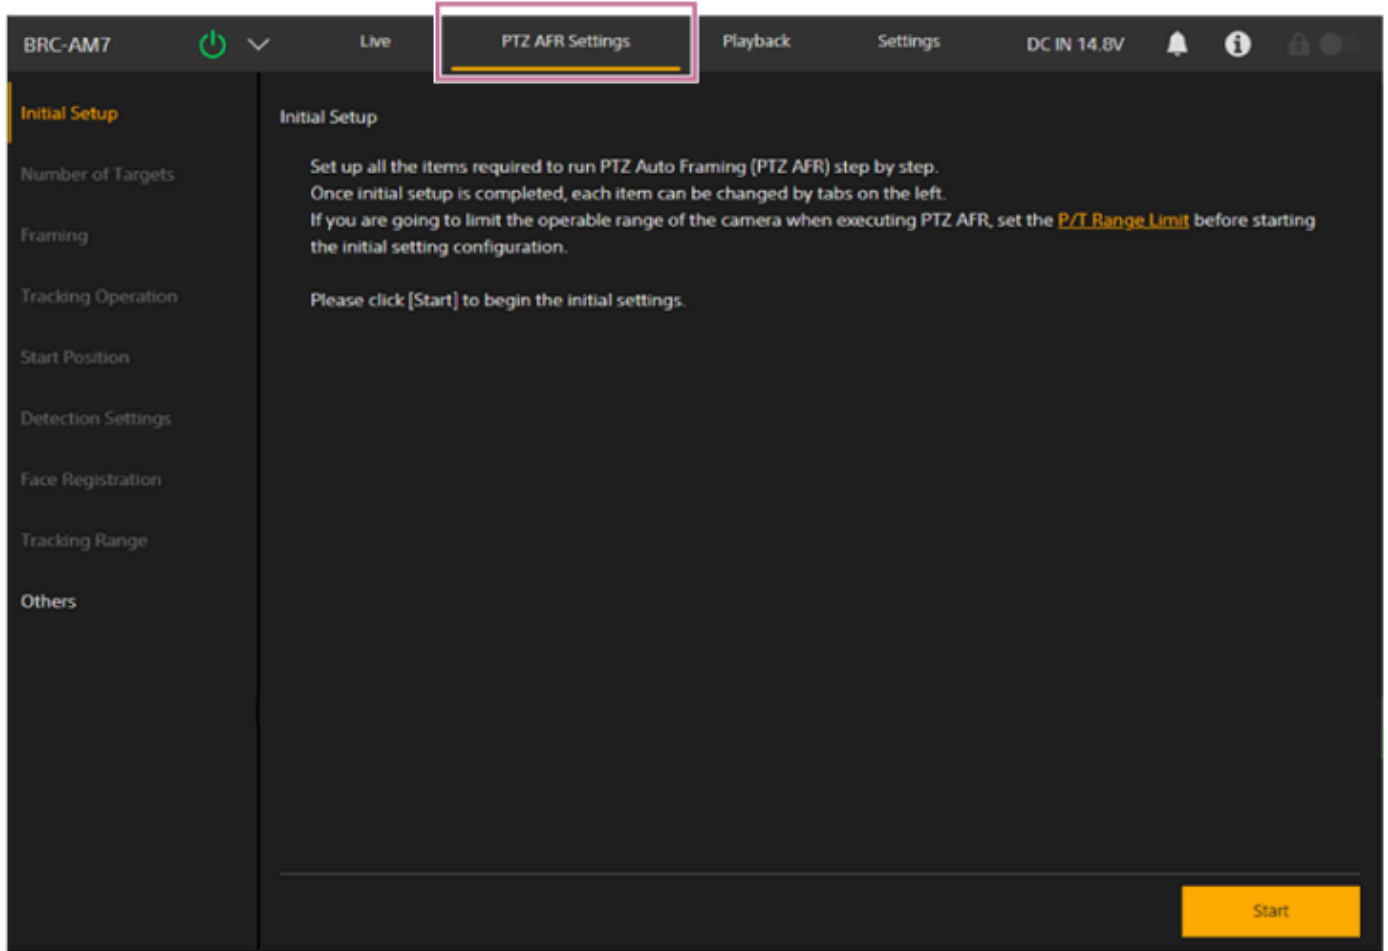 BRC-AM7 Live PTZ AFR Settings Playback Settings DC IN 14.8V
Initial Setup
Number of Targets
Framing
Tracking Operation
Start Position
Detection Settings
Face Registration
Tracking Range
Others
Initial Setup
Set up all the items required to run PTZ Auto Framing (PTZ AFR) step by step.
Once initial setup is completed, each item can be changed by tabs on the left.
If you are going to limit the operable range of the camera when executing PTZ AFR, set the P/T Range Limit before starting
the initial setting configuration.
Please click [Start] to begin the initial settings.
Start